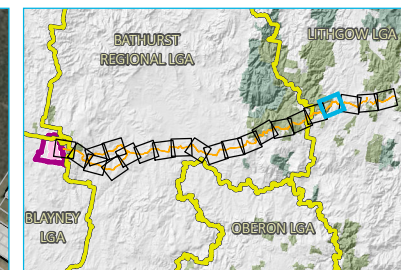 BATHURST
REGIONAL LGA
LITHGOW LGA
BLAYNEY
LGA
OBERON LGA